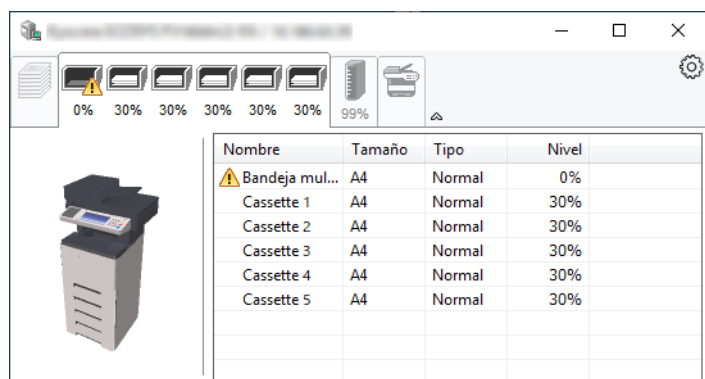 0% 30% 30% 30% 30% 30% 99%
Nombre Tamaño Tipo Nivel
Bandeja mul... A4 Normal 0%
Cassette 1 A4 Normal 30%
Cassette 2 A4 Normal 30%
Cassette 3 A4 Normal 30%
Cassette 4 A4 Normal 30%
Cassette 5 A4 Normal 30%